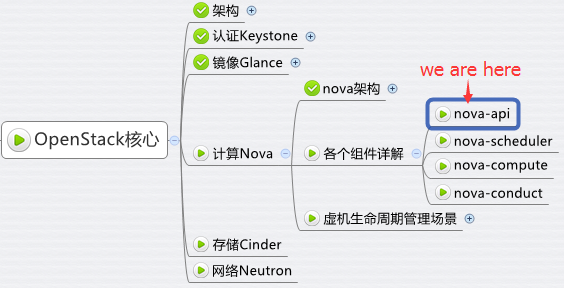 架构
认证Keystone
镜像Glance
we are here
nova架构
nova-api
OpenStack核心
nova-scheduler
计算Nova
各个组件详解
nova-compute
nova-conduct
虚机生命周期管理场景
存储Cinder
网络Neutron